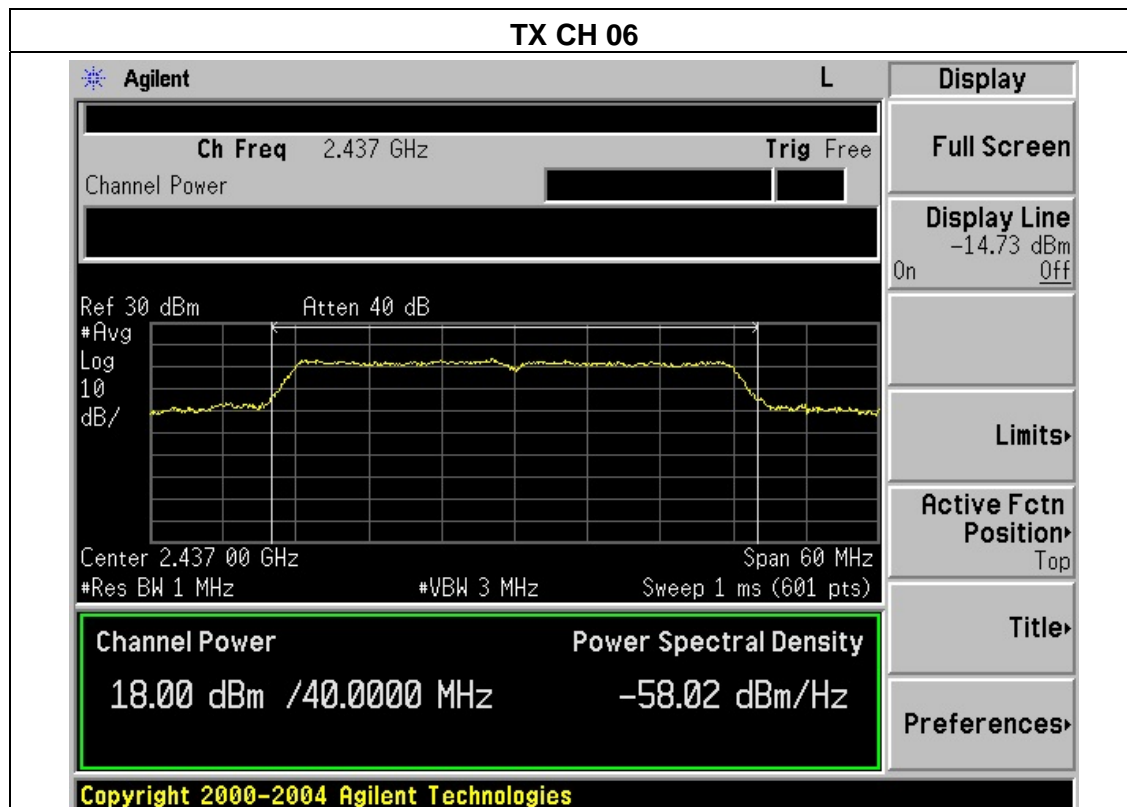 TX CH 06
Agilent L Display
Ch Freq 2.437 GHz Trig Free
Channel Power
Full Screen
Display Line
-14.73 dBm
On Off
Ref 30 dBm Atten 40 dB
#Avg
Log
10
dB/
Limits
Active Fctn
Position
Top
Center 2.437 00 GHz Span 60 MHz
#Res BW 1 MHz #VBW 3 MHz Sweep 1 ms (601 pts)
Title
Channel Power Power Spectral Density
18.00 dBm /40.0000 MHz -58.02 dBm/Hz
Preferences
Copyright 2000-2004 Agilent Technologies